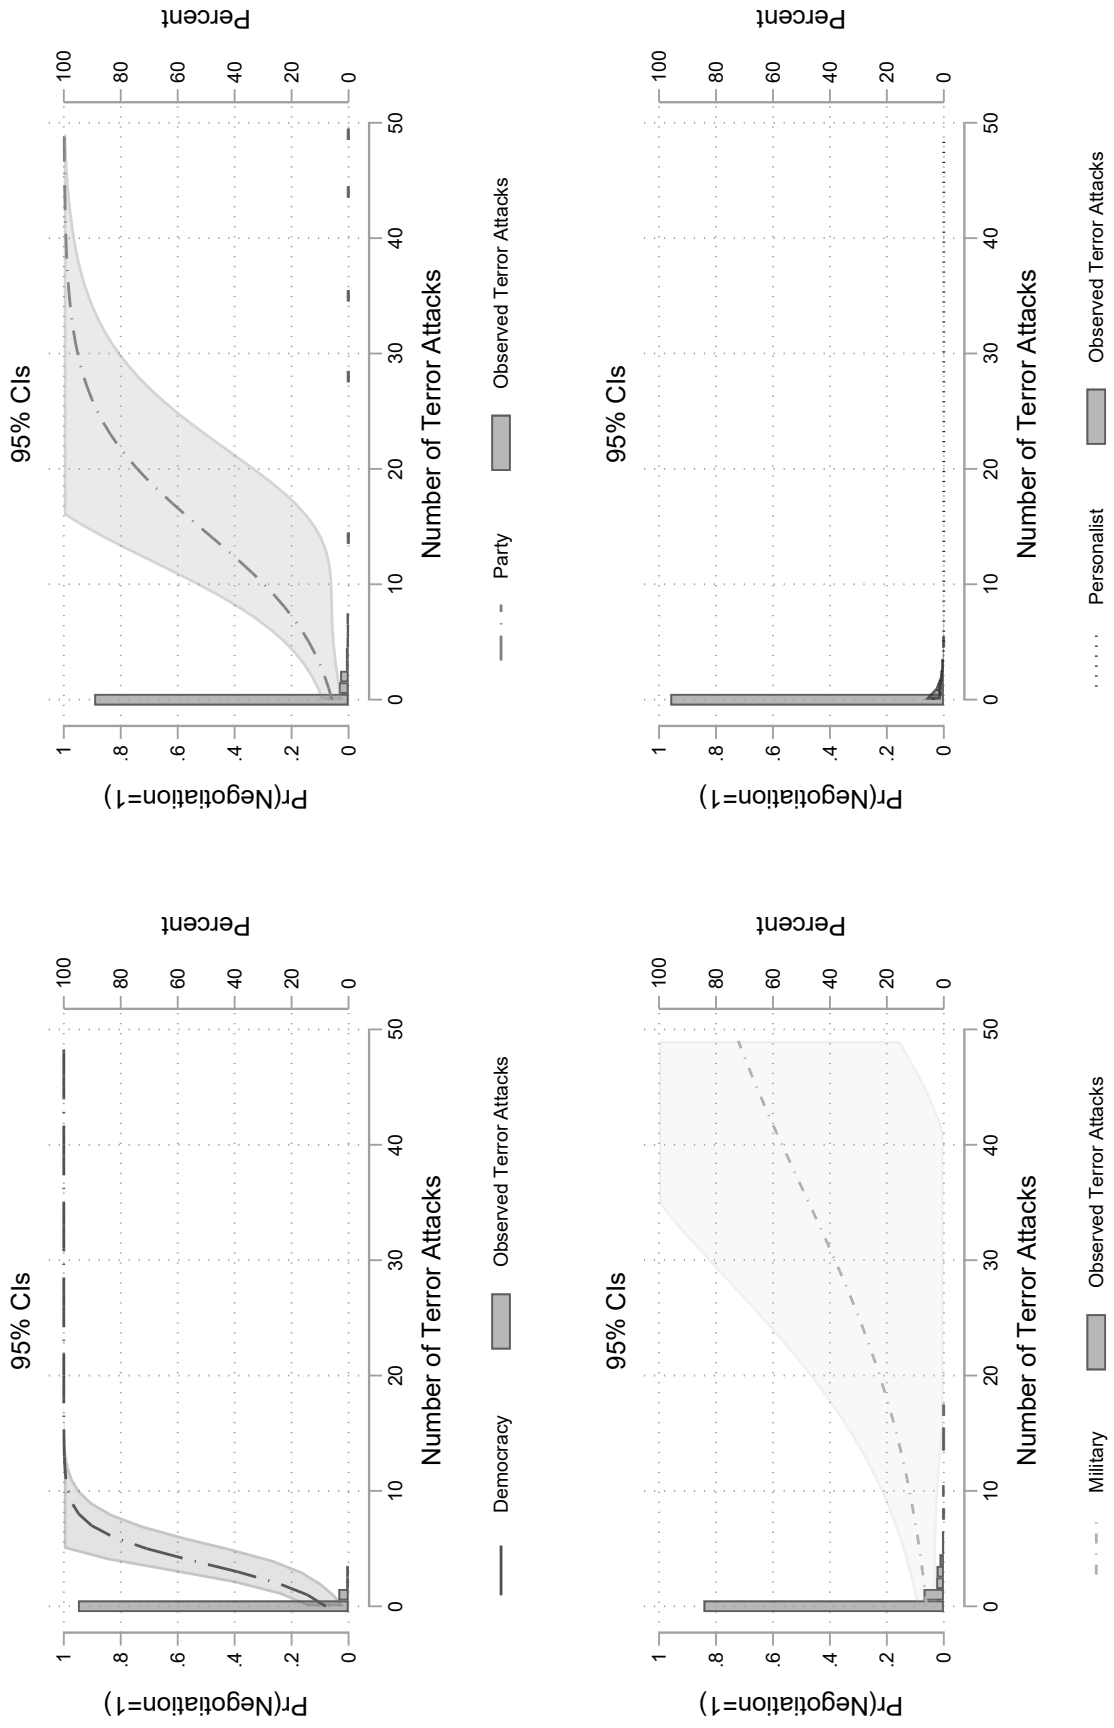 95% CIs
Pr(Negotiation=1)
0 .2 .4 .6 .8 1
Percent
0 20 40 60 80 100
0 10 20 30 40 50
Number of Terror Attacks
Democracy Observed Terror Attacks
95% CIs
Pr(Negotiation=1)
0 .2 .4 .6 .8 1
Percent
0 20 40 60 80 100
0 10 20 30 40 50
Number of Terror Attacks
Party Observed Terror Attacks
95% CIs
Pr(Negotiation=1)
0 .2 .4 .6 .8 1
Percent
0 20 40 60 80 100
0 10 20 30 40 50
Number of Terror Attacks
Military Observed Terror Attacks
95% CIs
Pr(Negotiation=1)
0 .2 .4 .6 .8 1
Percent
0 20 40 60 80 100
0 10 20 30 40 50
Number of Terror Attacks
Personalist Observed Terror Attacks